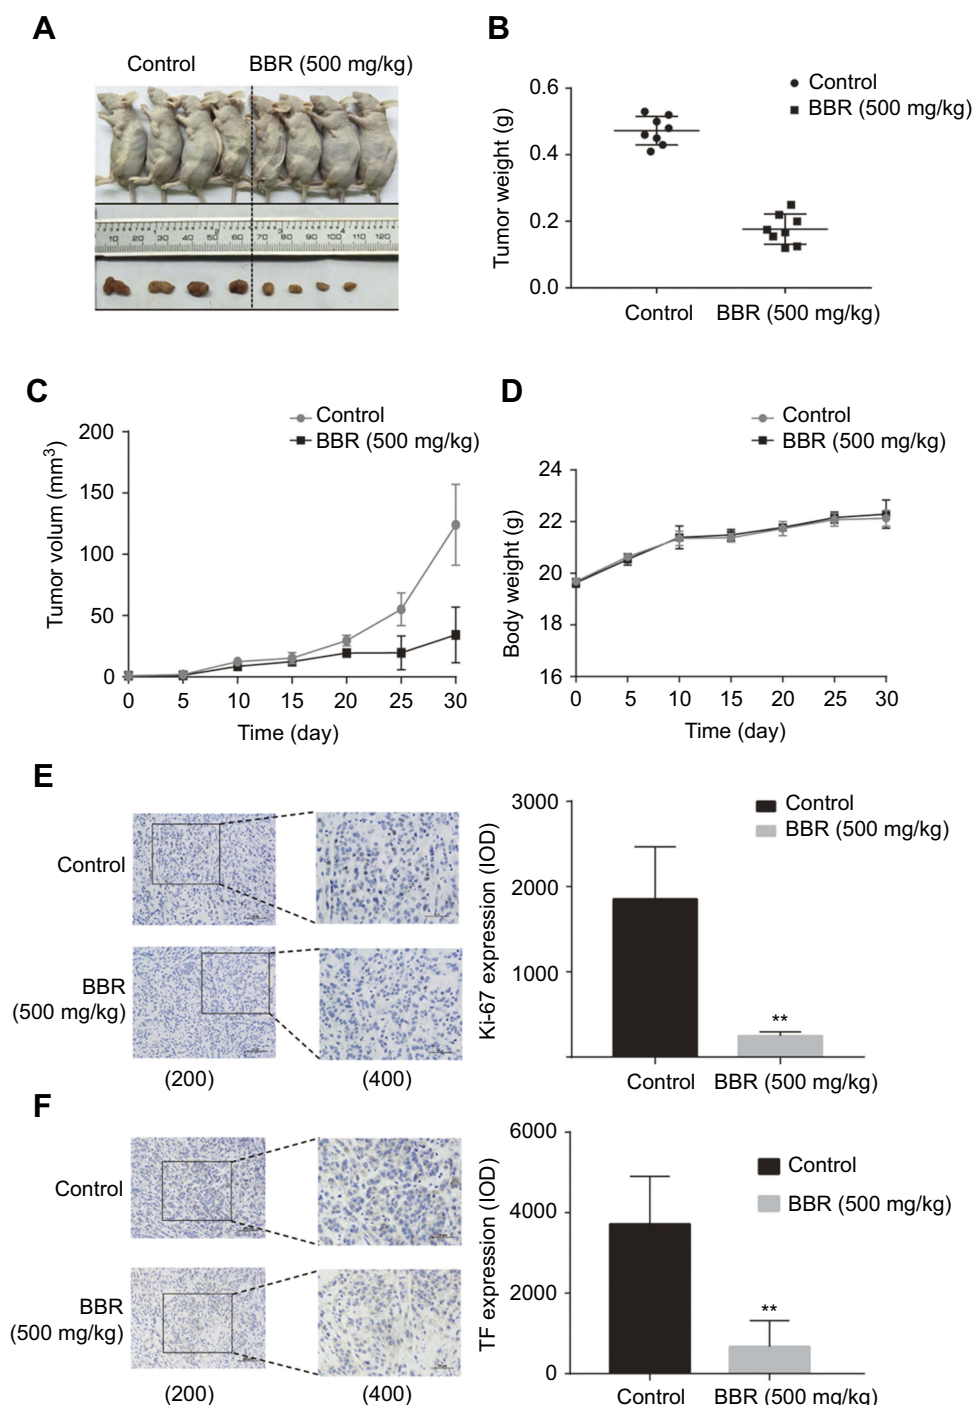 A
Control BBR (500 mg/kg)
10 20 30 40 50 60 70 80 90 100 110 120
B
Tumor weight (g)
0.6
0.4
0.2
0.0
Control
BBR (500 mg/kg)
Control BBR (500 mg/kg)
C
Tumor volum (mm3)
200
150
100
50
0
Control
BBR (500 mg/kg)
0 5 10 15 20 25 30
Time (day)
D
Body weight (g)
24
22
20
18
16
Control
BBR (500 mg/kg)
0 5 10 15 20 25 30
Time (day)
E
Control
BBR
(500 mg/kg)
(200) (400)
Ki-67 expression (IOD)
3000
2000
1000
Control
BBR (500 mg/kg)
**
Control BBR (500 mg/kg)
F
Control
BBR
(500 mg/kg)
(200) (400)
TF expression (IOD)
6000
4000
2000
0
Control
BBR (500 mg/kg)
**
Control BBR (500 mg/kg)